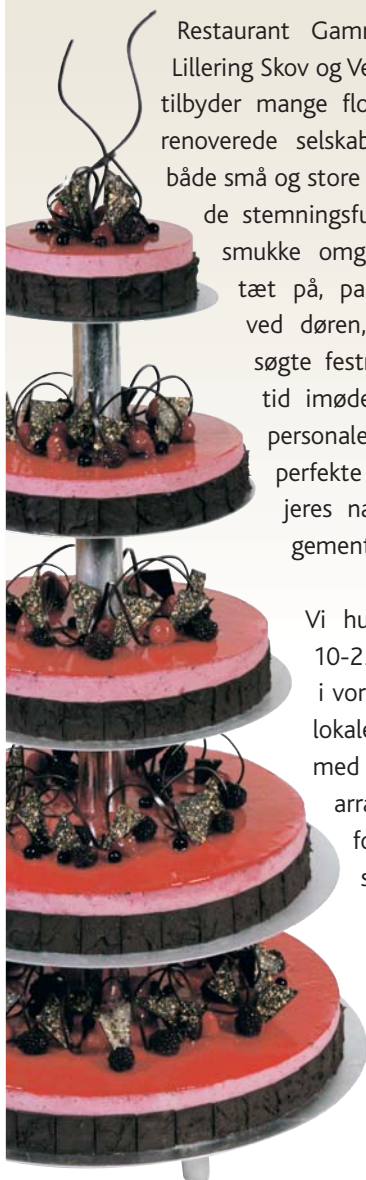 Restaurant Gamm
Lillering Skov og Ve
tilbyder mange flo
renoverede selskab
både små og store
de stemningsfu
smukke omg
tæt på, pa
ved døren,
søgte festr
tid imøde
personale
perfekte
jeres na
gement
Vi hu
10-2
i vor
lokale
med
arra
fo
s